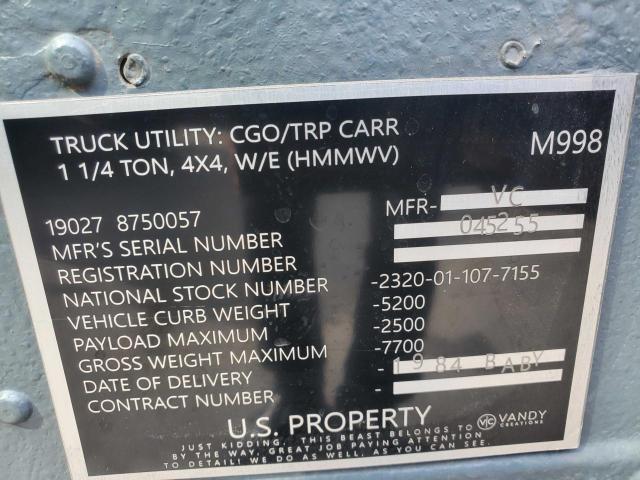 TRUCK UTILITY: CGO/TRP CARR M998
1 1/4 TON, 4X4, W/E (HMMWV)
19027 8750057 MFR- VC
MFR'S SERIAL NUMBER 045255
REGISTRATION NUMBER
NATIONAL STOCK NUMBER -2320-01-107-7155
VEHICLE CURB WEIGHT -5200
PAYLOAD MAXIMUM -2500
GROSS WEIGHT MAXIMUM -7700
DATE OF DELIVERY - 1984 BABY
CONTRACT NUMBER -
U.S. PROPERTY VC VANDY
CREATIONS
JUST KIDDING. THIS BEAST BELONGS TO VANDY CREATIONS.
BY THE WAY, GREAT JOB PAYING ATTENTION
TO DETAIL! WE DO AS WELL AS YOU CAN SEE.